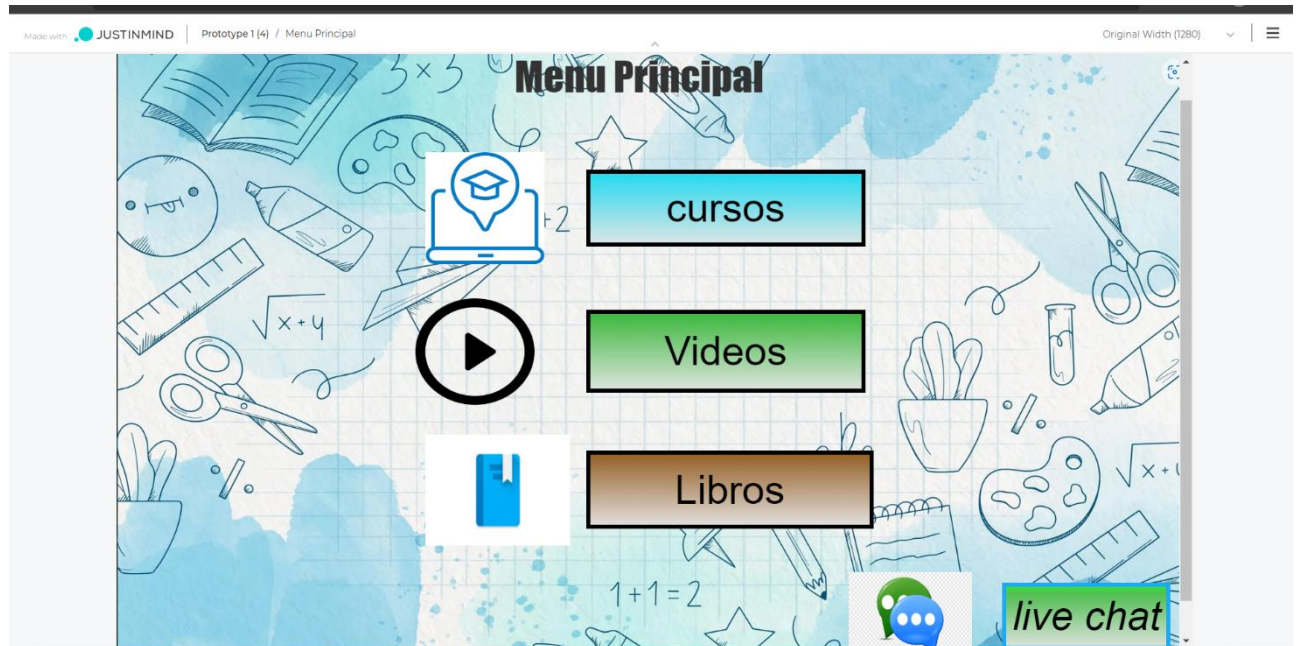 Made with JUSTINMIND Prototype 1 (4) / Menu Principal Original Width (1280)
3 × 3
Menu Principal
+2
cursos
√x+y
Videos
%
%
Libros
√x+
1+1=2
live chat